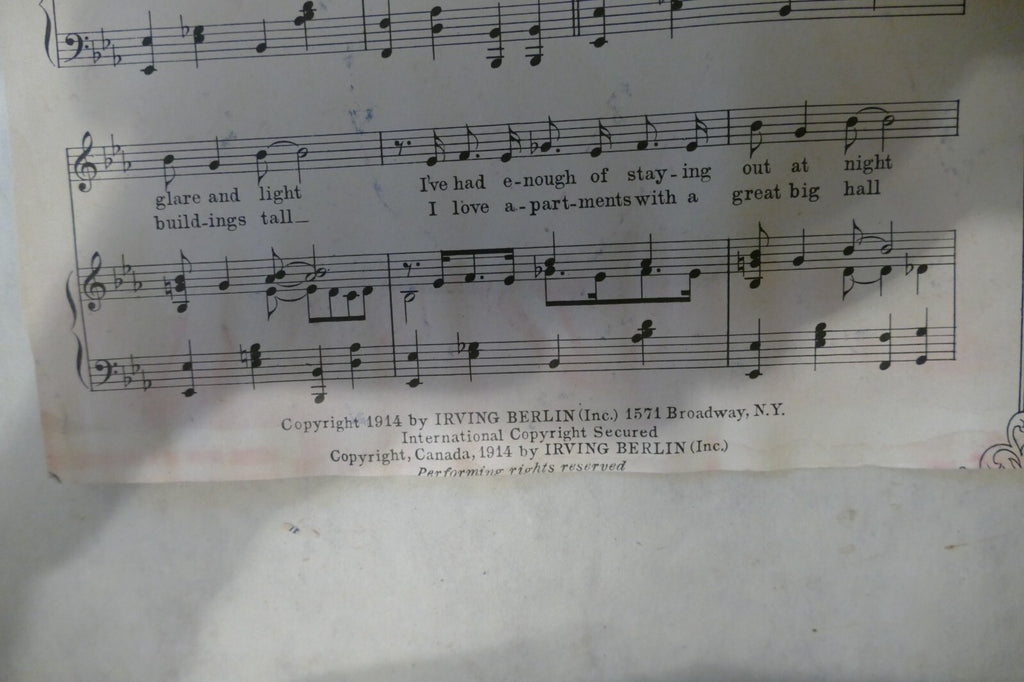 glare and light I've had e-nough of stay-ing out at night
build-ings tall_ I love a-part-ments with a great big hall
Copyright 1914 by IRVING BERLIN (Inc.) 1571 Broadway, N.Y.
International Copyright Secured
Copyright, Canada, 1914 by IRVING BERLIN (Inc.)
Performing rights reserved